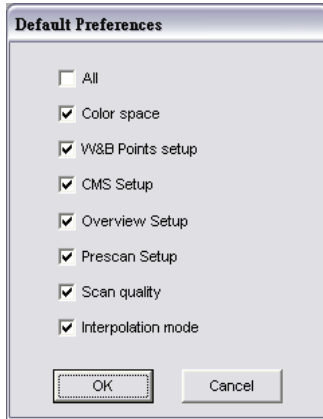 Default Preferences
All
Color space
W&B Points setup
CMS Setup
Overview Setup
Prescan Setup
Scan quality
Interpolation mode
OK Cancel